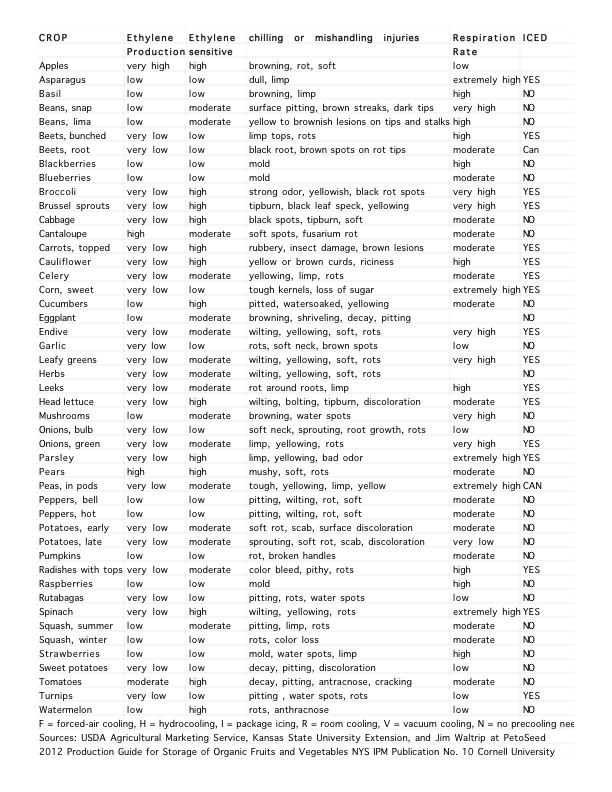 CROP Ethylene Ethylene chilling or mishandling injuries Respiration ICED
Production sensitive Rate
Apples very high high browning, rot, soft low
Asparagus low low dull, limp extremely high YES
Basil low low browning, limp high NO
Beans, snap low moderate surface pitting, brown streaks, dark tips very high NO
Beans, lima low moderate yellow to brownish lesions on tips and stalks high NO
Beets, bunched very low low limp tops, rots high YES
Beets, root very low low black root, brown spots on rot tips moderate Can
Blackberries low low mold high NO
Blueberries low low mold moderate NO
Broccoli very low high strong odor, yellowish, black rot spots very high YES
Brussel sprouts very low high tipburn, black leaf speck, yellowing very high YES
Cabbage very low high black spots, tipburn, soft moderate NO
Cantaloupe high moderate soft spots, fusarium rot moderate NO
Carrots, topped very low high rubbery, insect damage, brown lesions moderate YES
Cauliflower very low high yellow or brown curds, riciness high YES
Celery very low moderate yellowing, limp, rots moderate YES
Corn, sweet very low low tough kernels, loss of sugar extremely high YES
Cucumbers low high pitted, watersoaked, yellowing moderate NO
Eggplant low moderate browning, shriveling, decay, pitting NO
Endive very low moderate wilting, yellowing, soft, rots very high YES
Garlic very low low rots, soft neck, brown spots low NO
Leafy greens very low moderate wilting, yellowing, soft, rots very high YES
Herbs very low moderate wilting, yellowing, soft, rots NO
Leeks very low moderate rot around roots, limp high YES
Head lettuce very low high wilting, bolting, tipburn, discoloration moderate YES
Mushrooms low moderate browning, water spots very high NO
Onions, bulb very low low soft neck, sprouting, root growth, rots low NO
Onions, green very low moderate limp, yellowing, rots very high YES
Parsley very low high limp, yellowing, bad odor extremely high YES
Pears high high mushy, soft, rots moderate NO
Peas, in pods very low moderate tough, yellowing, limp, yellow extremely high CAN
Peppers, bell low low pitting, wilting, rot, soft moderate NO
Peppers, hot low low pitting, wilting, rot, soft moderate NO
Potatoes, early very low moderate soft rot, scab, surface discoloration moderate NO
Potatoes, late very low moderate sprouting, soft rot, scab, discoloration very low NO
Pumpkins low low rot, broken handles moderate NO
Radishes with tops very low moderate color bleed, pithy, rots high YES
Raspberries low low mold high NO
Rutabagas very low low pitting, rots, water spots low NO
Spinach very low high wilting, yellowing, rots extremely high YES
Squash, summer low moderate pitting, limp, rots moderate NO
Squash, winter low low rots, color loss moderate NO
Strawberries low low mold, water spots, limp high NO
Sweet potatoes very low low decay, pitting, discoloration low NO
Tomatoes moderate high decay, pitting, antracnose, cracking moderate NO
Turnips very low low pitting , water spots, rots low YES
Watermelon low high rots, anthracnose low NO
F = forced-air cooling, H = hydrocooling, I = package icing, R = room cooling, V = vacuum cooling, N = no precooling nee
Sources: USDA Agricultural Marketing Service, Kansas State University Extension, and Jim Waltrip at PetoSeed
2012 Production Guide for Storage of Organic Fruits and Vegetables NYS IPM Publication No. 10 Cornell University